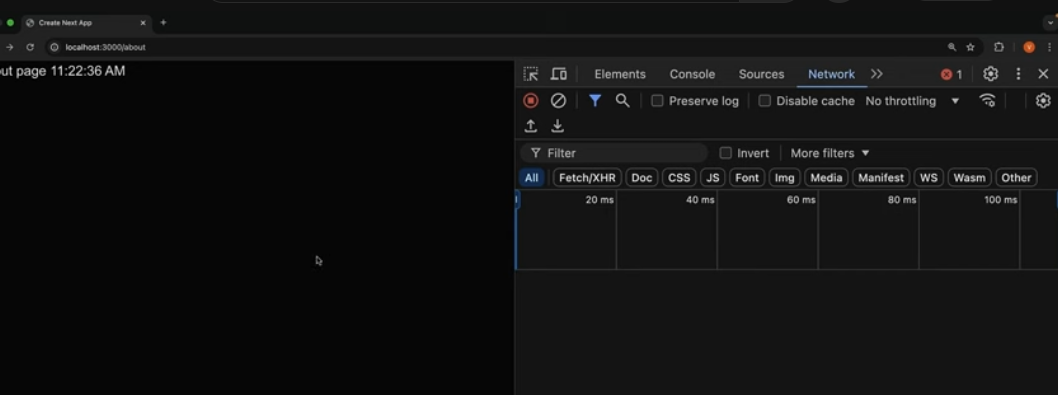 Create Next App
localhost:3000/about
ut page 11:22:36 AM
Elements Console Sources Network 1
Preserve log Disable cache No throttling
Filter Invert More filters
All Fetch/XHR Doc CSS JS Font Img Media Manifest WS Wasm Other
20 ms 40 ms 60 ms 80 ms 100 ms